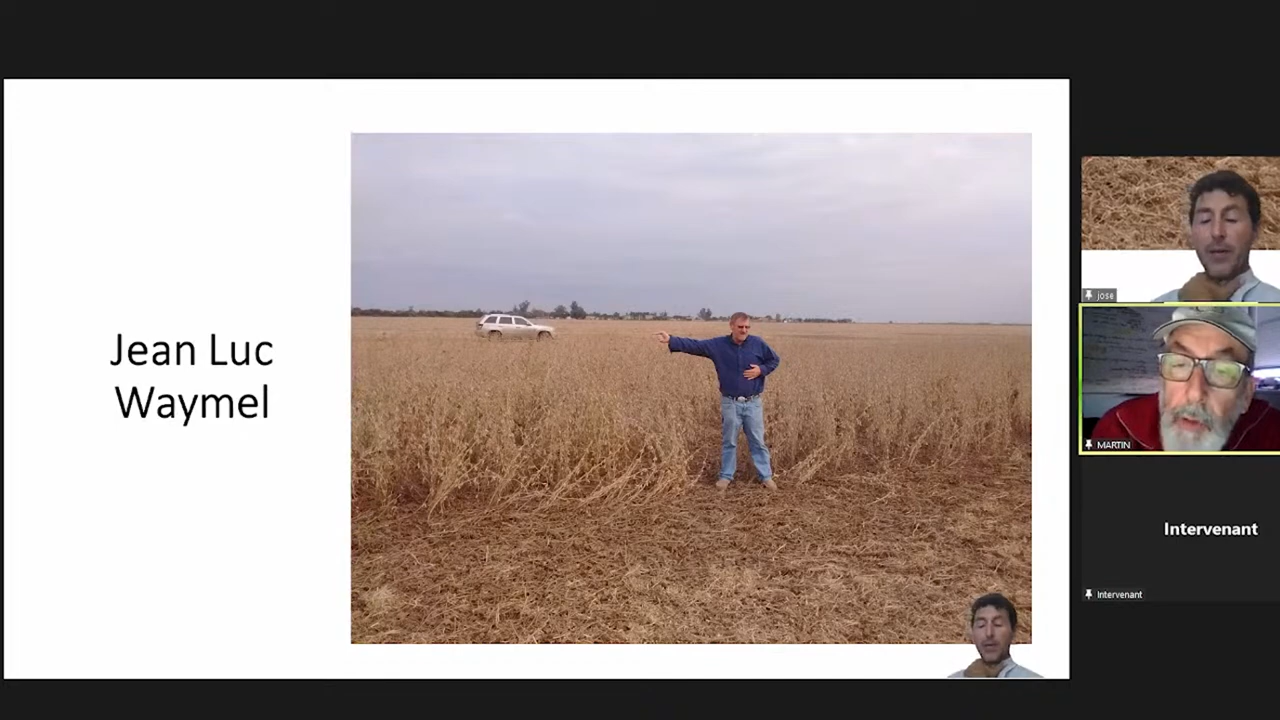 Jean Luc
Waymel
jose
MARTIN
Intervenant
Intervenant